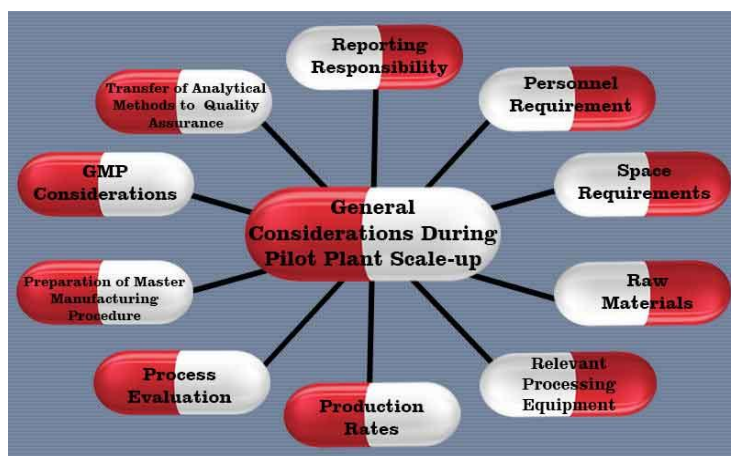 Reporting
Responsibility
Personnel
Requirement
Space
Requirements
Raw
Materials
Relevant
Processing
Equipment
Production
Rates
Process
Evaluation
Preparation of Master
Manufacturing
Procedure
GMP
Considerations
Transfer of Analytical
Methods to Quality
Assurance
General
Considerations During
Pilot Plant Scale-up